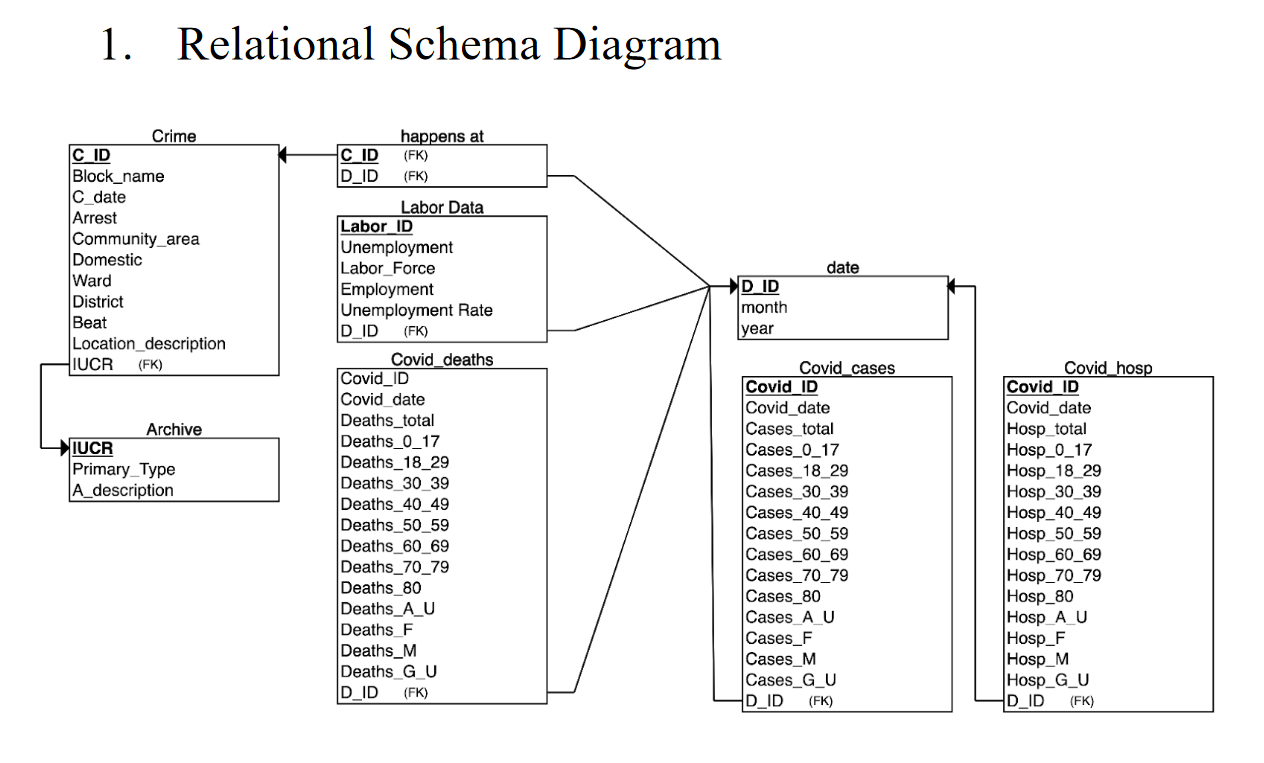 1. Relational Schema Diagram
Crime
C_ID
Block_name
C_date
Arrest
Community_area
Domestic
Ward
District
Beat
Location_description
IUCR (FK)
Archive
IUCR
Primary_Type
A_description
happens at
C_ID (FK)
D_ID (FK)
Labor Data
Labor_ID
Unemployment
Labor_Force
Employment
Unemployment Rate
D_ID (FK)
Covid_deaths
Covid_ID
Covid_date
Deaths_total
Deaths_0_17
Deaths_18_29
Deaths_30_39
Deaths_40_49
Deaths_50_59
Deaths_60_69
Deaths_70_79
Deaths_80
Deaths_A_U
Deaths_F
Deaths_M
Deaths_G_U
D_ID (FK)
date
D_ID
month
year
Covid_cases
Covid_ID
Covid_date
Cases_total
Cases_0_17
Cases_18_29
Cases_30_39
Cases_40_49
Cases_50_59
Cases_60_69
Cases_70_79
Cases_80
Cases_A_U
Cases_F
Cases_M
Cases_G_U
D_ID (FK)
Covid_hosp
Covid_ID
Covid_date
Hosp_total
Hosp_0_17
Hosp_18_29
Hosp_30_39
Hosp_40_49
Hosp_50_59
Hosp_60_69
Hosp_70_79
Hosp_80
Hosp_A_U
Hosp_F
Hosp_M
Hosp_G_U
D_ID (FK)